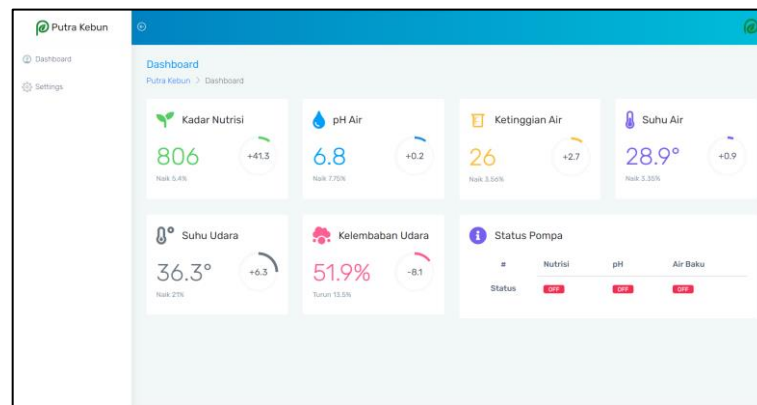 Putra Kebun
Dashboard
Settings
Dashboard
Putra Kebun > Dashboard
Kadar Nutrisi
806
+41.3
Naik 5.4%
pH Air
6.8
+0.2
Naik 7.75%
Ketinggian Air
26
+2.7
Naik 3.56%
Suhu Air
28.9°
+0.9
Naik 3.35%
Suhu Udara
36.3°
+6.3
Naik 21%
Kelembaban Udara
51.9%
-8.1
Turun 13.5%
Status Pompa
# Nutrisi pH Air Baku
Status OFF OFF OFF